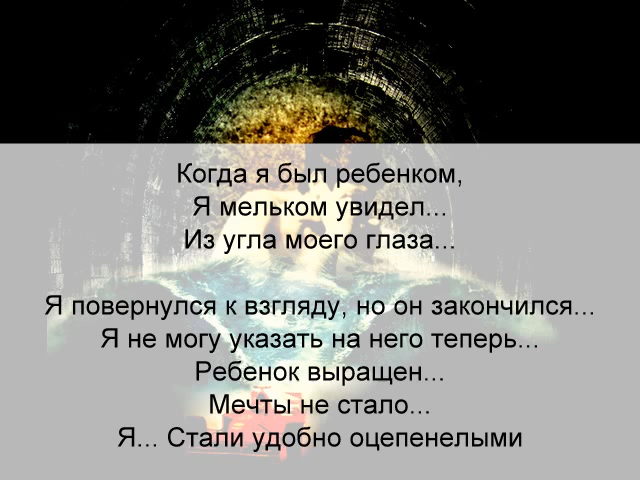 Когда я был ребенком,
Я мельком увидел...
Из угла моего глаза...
Я повернулся к взгляду, но он закончился...
Я не могу указать на него теперь...
Ребенок выращен...
Мечты не стало...
Я... Стали удобно оцепенелыми